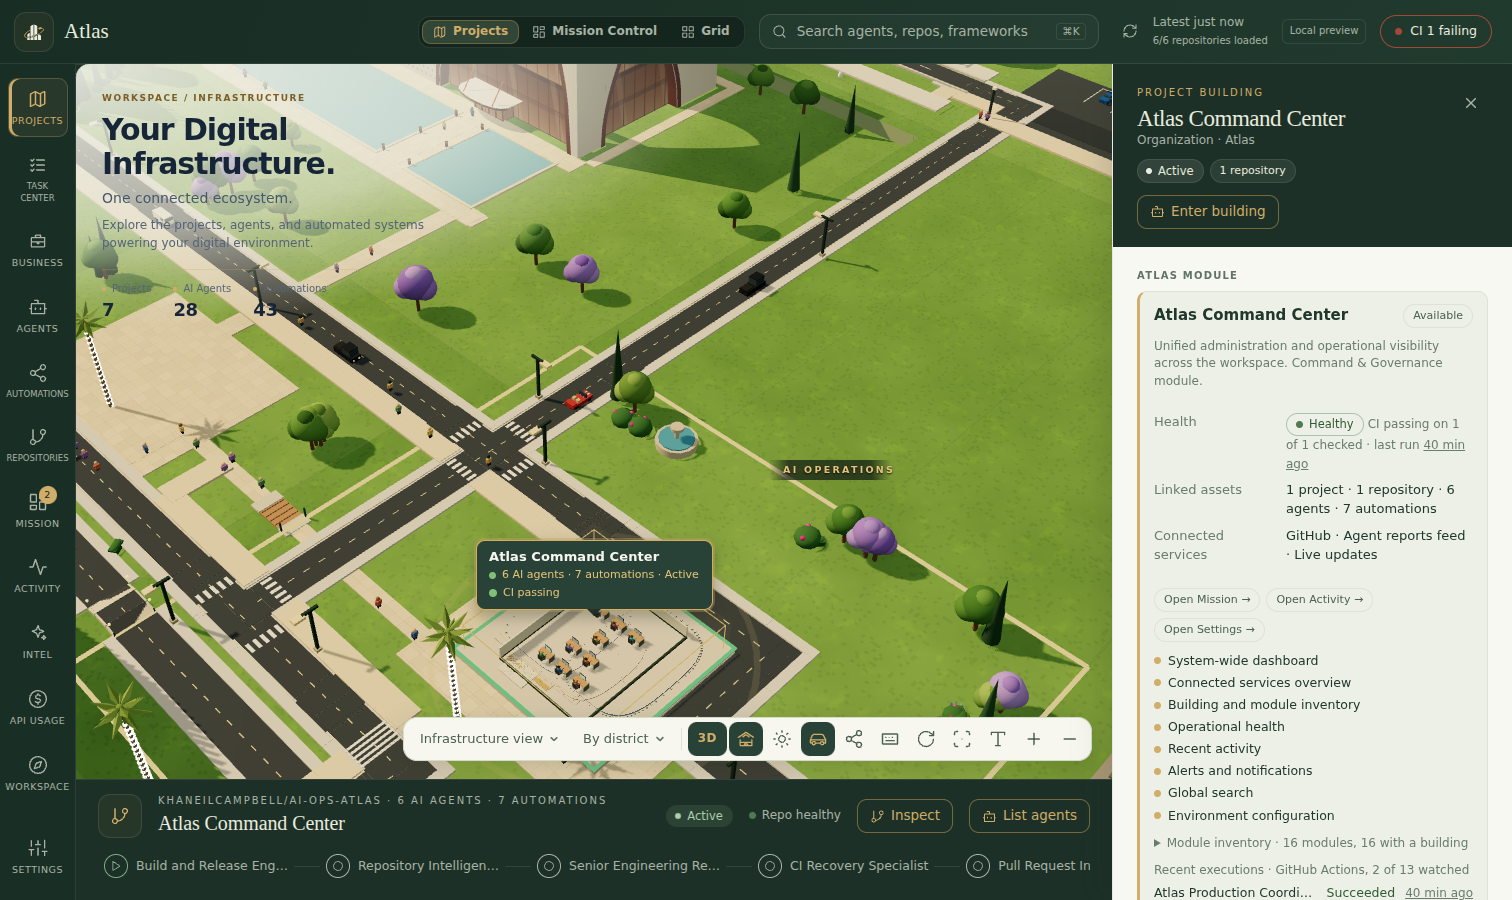 Atlas
Projects
Mission Control
Grid
Search agents, repos, frameworks
⌘K
Latest just now
6/6 repositories loaded
Local preview
CI 1 failing
PROJECTS
TASK
CENTER
BUSINESS
AGENTS
AUTOMATIONS
REPOSITORIES
2
MISSION
ACTIVITY
INTEL
API USAGE
WORKSPACE
SETTINGS
WORKSPACE / INFRASTRUCTURE
Your Digital
Infrastructure.
One connected ecosystem.
Explore the projects, agents, and automated systems
powering your digital environment.
Projects
AI Agents
Automations
7
28
43
AI OPERATIONS
Atlas Command Center
6 AI agents · 7 automations · Active
CI passing
Infrastructure view
By district
3D
KHANEILCAMPBELL/AI-OPS-ATLAS · 6 AI AGENTS · 7 AUTOMATIONS
Atlas Command Center
Active
Repo healthy
Inspect
List agents
Build and Release Eng…
Repository Intelligen…
Senior Engineering Re…
CI Recovery Specialist
Pull Request In
PROJECT BUILDING
Atlas Command Center
Organization · Atlas
Active
1 repository
Enter building
ATLAS MODULE
Atlas Command Center
Available
Unified administration and operational visibility
across the workspace. Command & Governance
module.
Health
Healthy CI passing on 1
of 1 checked · last run 40 min
ago
Linked assets
1 project · 1 repository · 6
agents · 7 automations
Connected
services
GitHub · Agent reports feed
· Live updates
Open Mission →
Open Activity →
Open Settings →
System-wide dashboard
Connected services overview
Building and module inventory
Operational health
Recent activity
Alerts and notifications
Global search
Environment configuration
Module inventory · 16 modules, 16 with a building
Recent executions · GitHub Actions, 2 of 13 watched
Atlas Production Coordi… Succeeded 40 min ago